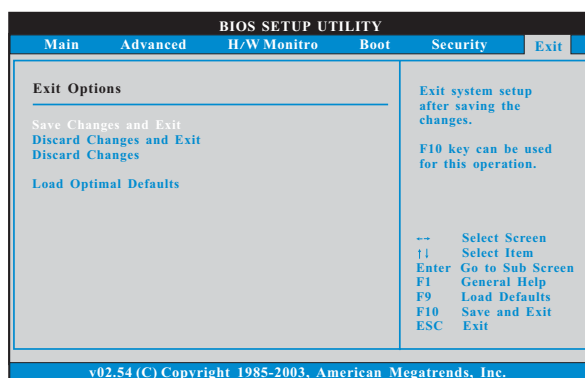 BIOS SETUP UTILITY
Main Advanced H/W Monitro Boot Security Exit
Exit Options
Save Changes and Exit
Discard Changes and Exit
Discard Changes
Load Optimal Defaults
Exit system setup
after saving the
changes.
F10 key can be used
for this operation.
←→ Select Screen
↑↓ Select Item
Enter Go to Sub Screen
F1 General Help
F9 Load Defaults
F10 Save and Exit
ESC Exit
v02.54 (C) Copyright 1985-2003, American Megatrends, Inc.